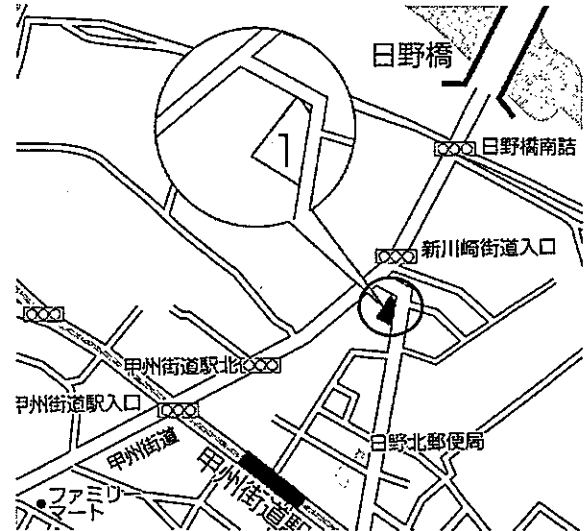 日野橋
日野橋南詰
1
新川崎街道入口
甲州街道駅北
甲州街道駅入口
甲州街道
日野北郵便局
甲州街道駅
ファミリー
マート